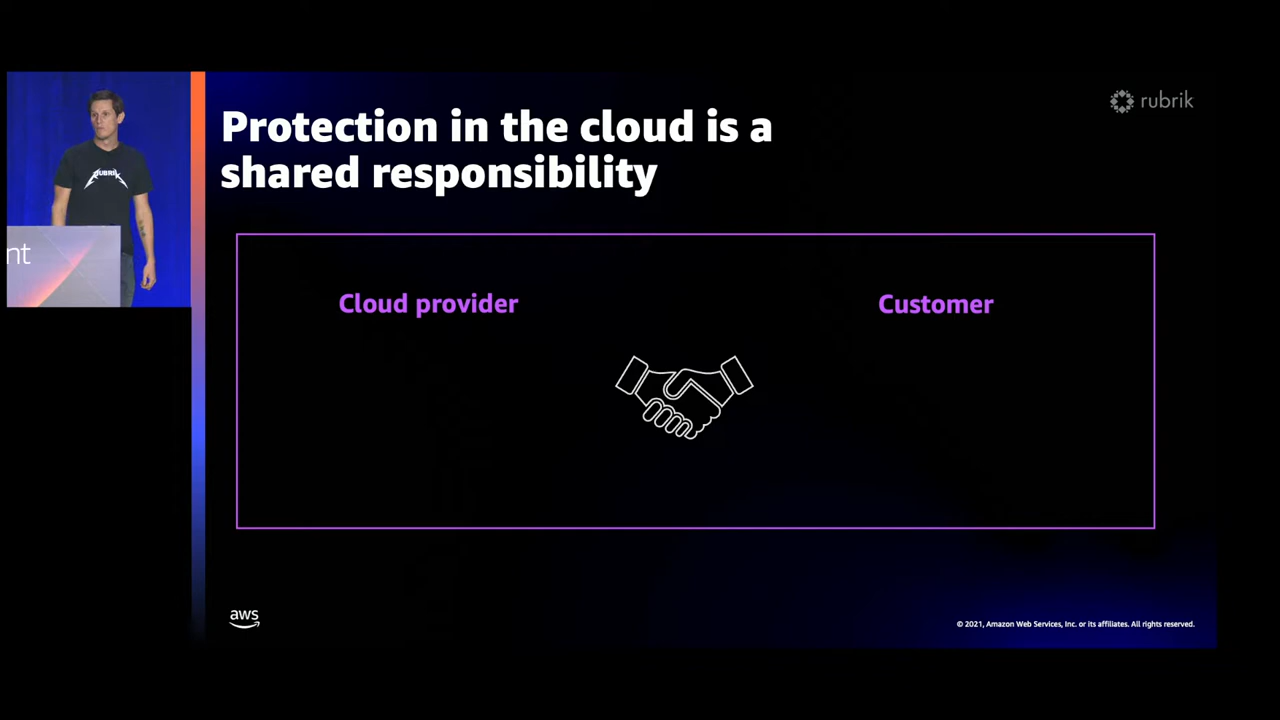 rubrik
Protection in the cloud is a
shared responsibility
RUBRIK
nt
Cloud provider
Customer
aws
© 2021, Amazon Web Services, Inc. or its affiliates. All rights reserved.